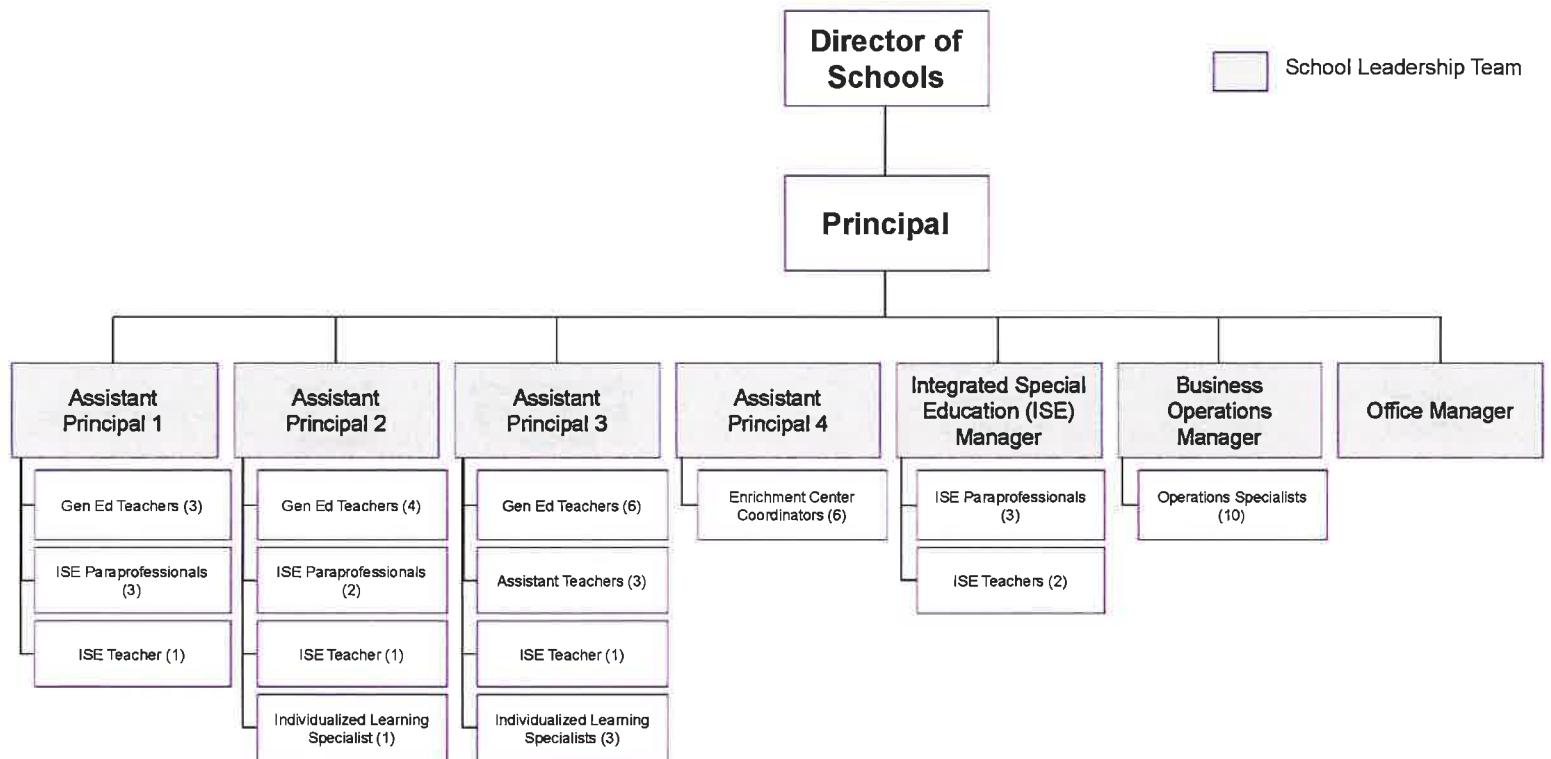 Director of
Schools
School Leadership Team
Principal
Assistant
Principal 1
Assistant
Principal 2
Assistant
Principal 3
Assistant
Principal 4
Integrated Special
Education (ISE)
Manager
Business
Operations
Manager
Office Manager
Gen Ed Teachers (3)
ISE Paraprofessionals
(3)
ISE Teacher (1)
Gen Ed Teachers (4)
ISE Paraprofessionals
(2)
ISE Teacher (1)
Individualized Learning
Specialist (1)
Gen Ed Teachers (6)
Assistant Teachers (3)
ISE Teacher (1)
Individualized Learning
Specialists (3)
Enrichment Center
Coordinators (6)
ISE Paraprofessionals
(3)
ISE Teachers (2)
Operations Specialists
(10)